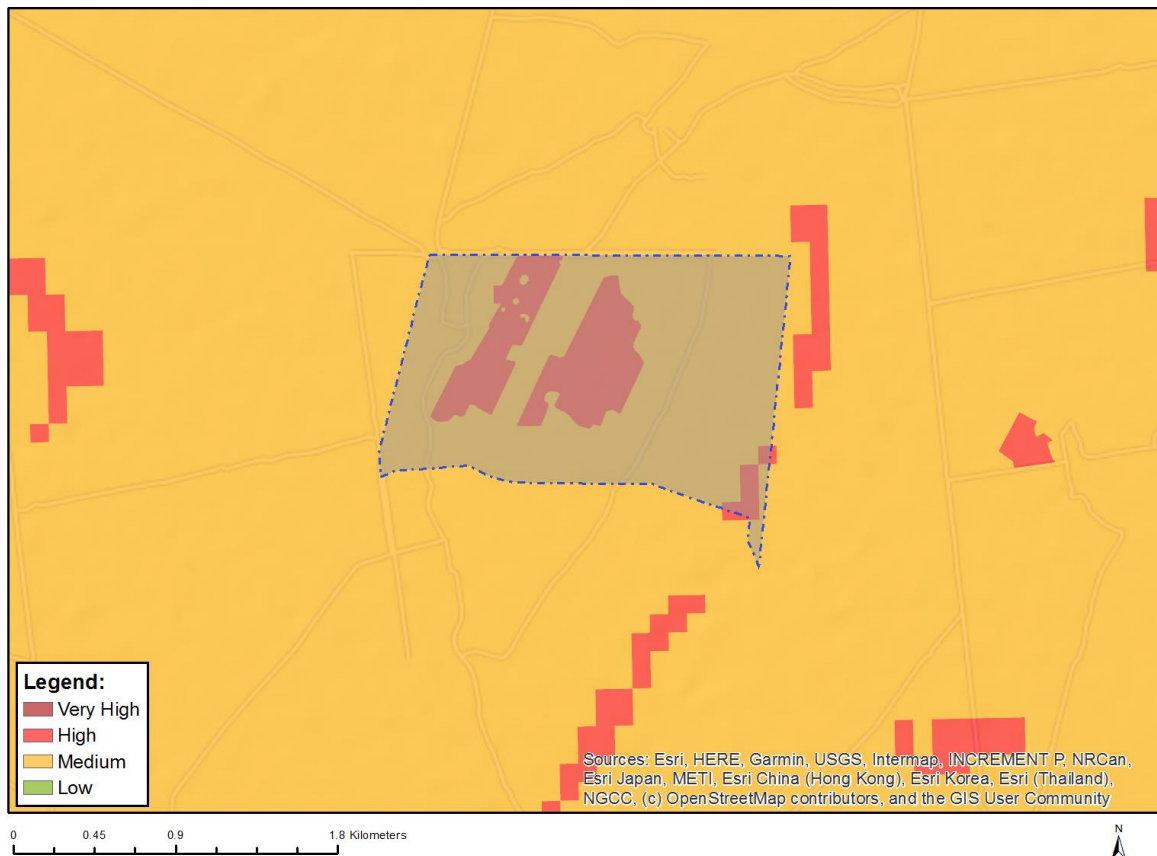 Legend:
Very High
High
Medium
Low
Sources: Esri, HERE, Garmin, USGS, Intermap, INCREMENT P, NRCan,
Esri Japan, METI, Esri China (Hong Kong), Esri Korea, Esri (Thailand),
NGCC, (c) OpenStreetMap contributors, and the GIS User Community
0 0.45 0.9 1.8 Kilometers
N